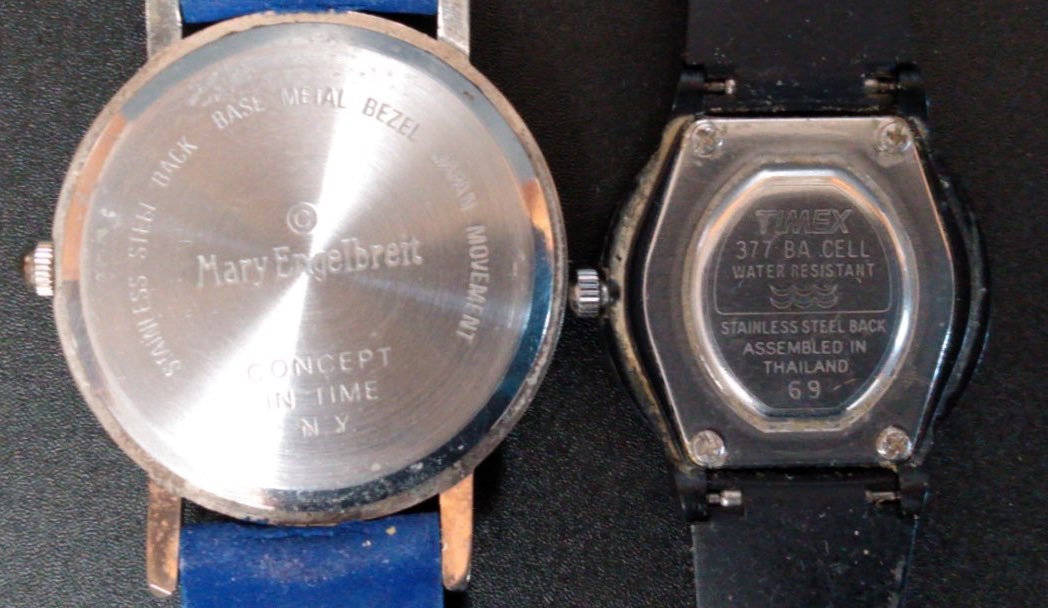 STAINLESS STEEL BACK BASE METAL BEZEL JAPAN MOVEMENT
©
Mary Engelbreit
CONCEPT
IN TIME
N.Y.
TIMEX
377 BA CELL
WATER RESISTANT
STAINLESS STEEL BACK
ASSEMBLED IN
THAILAND
69